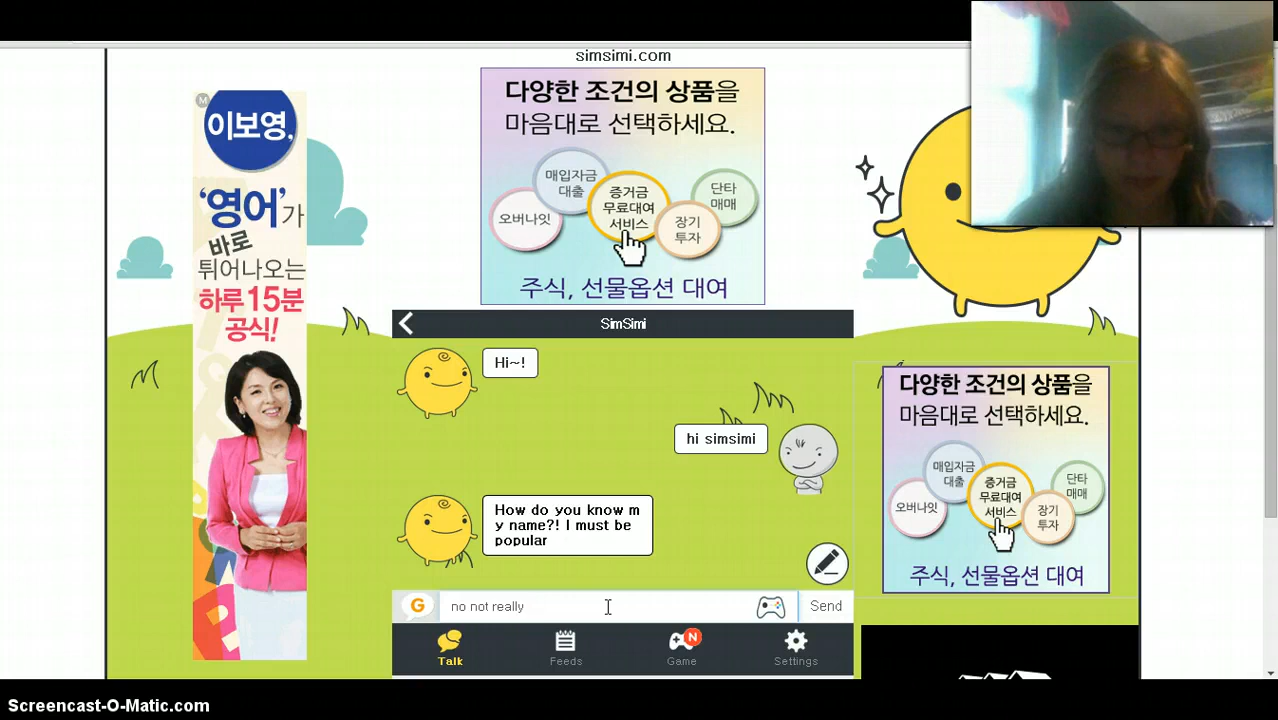 simsimi.com
M
이보영,
'영어'가
바로
튀어나오는
하루 15분
공식!
다양한 조건의 상품을
마음대로 선택하세요.
매입자금
대출
증거금
무료대여
서비스
단타
매매
오버나잇
장기
투자
주식, 선물옵션 대여
SimSimi
Hi~!
hi simsimi
How do you know m
y name?! I must be
popular
G
no not really
Send
Talk
Feeds
N
Game
Settings
다양한 조건의 상품을
마음대로 선택하세요.
매입자금
대출
증거금
무료대여
서비스
단타
매매
오버나잇
장기
투자
주식, 선물옵션 대여
Screencast-O-Matic.com